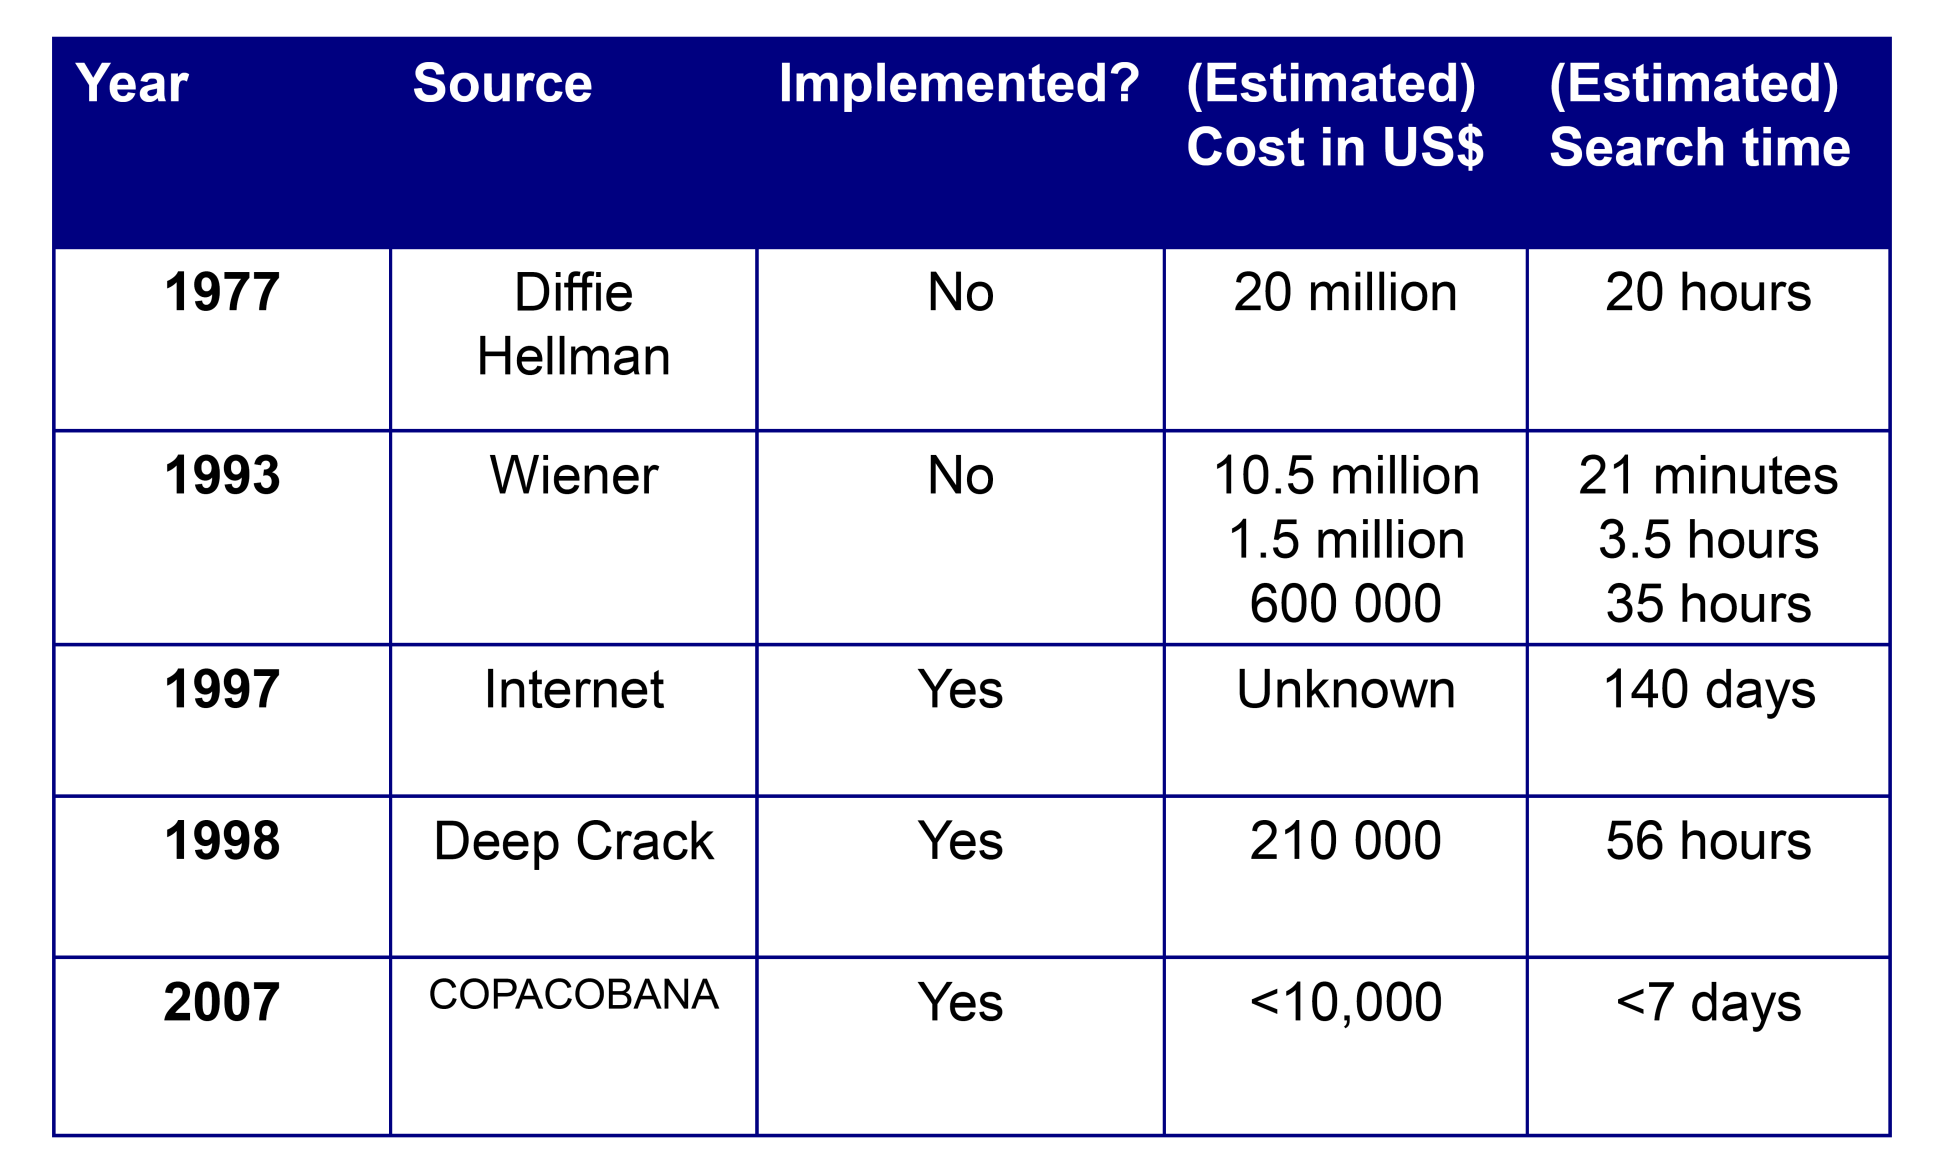 Year Source Implemented? (Estimated) Cost in US$ (Estimated) Search time
1977 Diffie Hellman No 20 million 20 hours
1993 Wiener No 10.5 million 21 minutes
1.5 million 3.5 hours
600 000 35 hours
1997 Internet Yes Unknown 140 days
1998 Deep Crack Yes 210 000 56 hours
2007 COPACOBANA Yes <10,000 <7 days